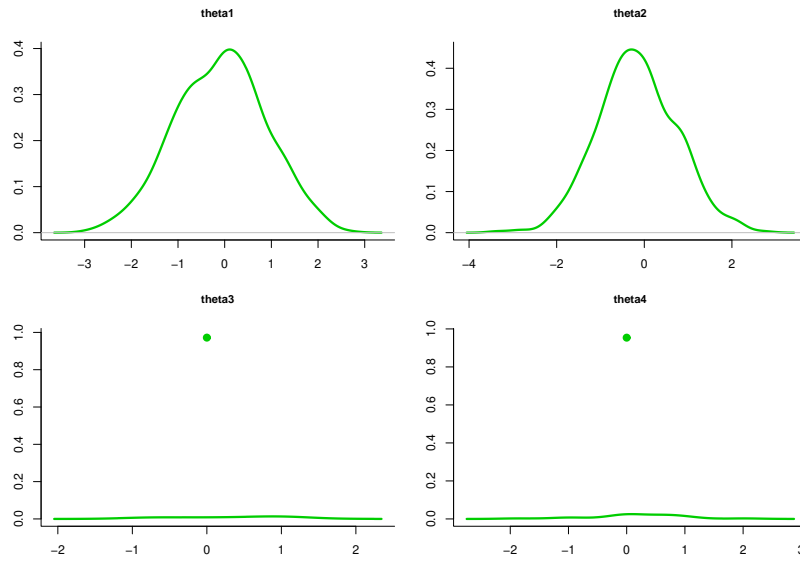 theta1
0.0 0.1 0.2 0.3 0.4
−3 −2 −1 0 1 2 3
theta2
0.0 0.1 0.2 0.3 0.4
−4 −2 0 2
theta3
0.0 0.2 0.4 0.6 0.8 1.0
−2 −1 0 1 2
theta4
0.0 0.2 0.4 0.6 0.8 1.0
−2 −1 0 1 2 3